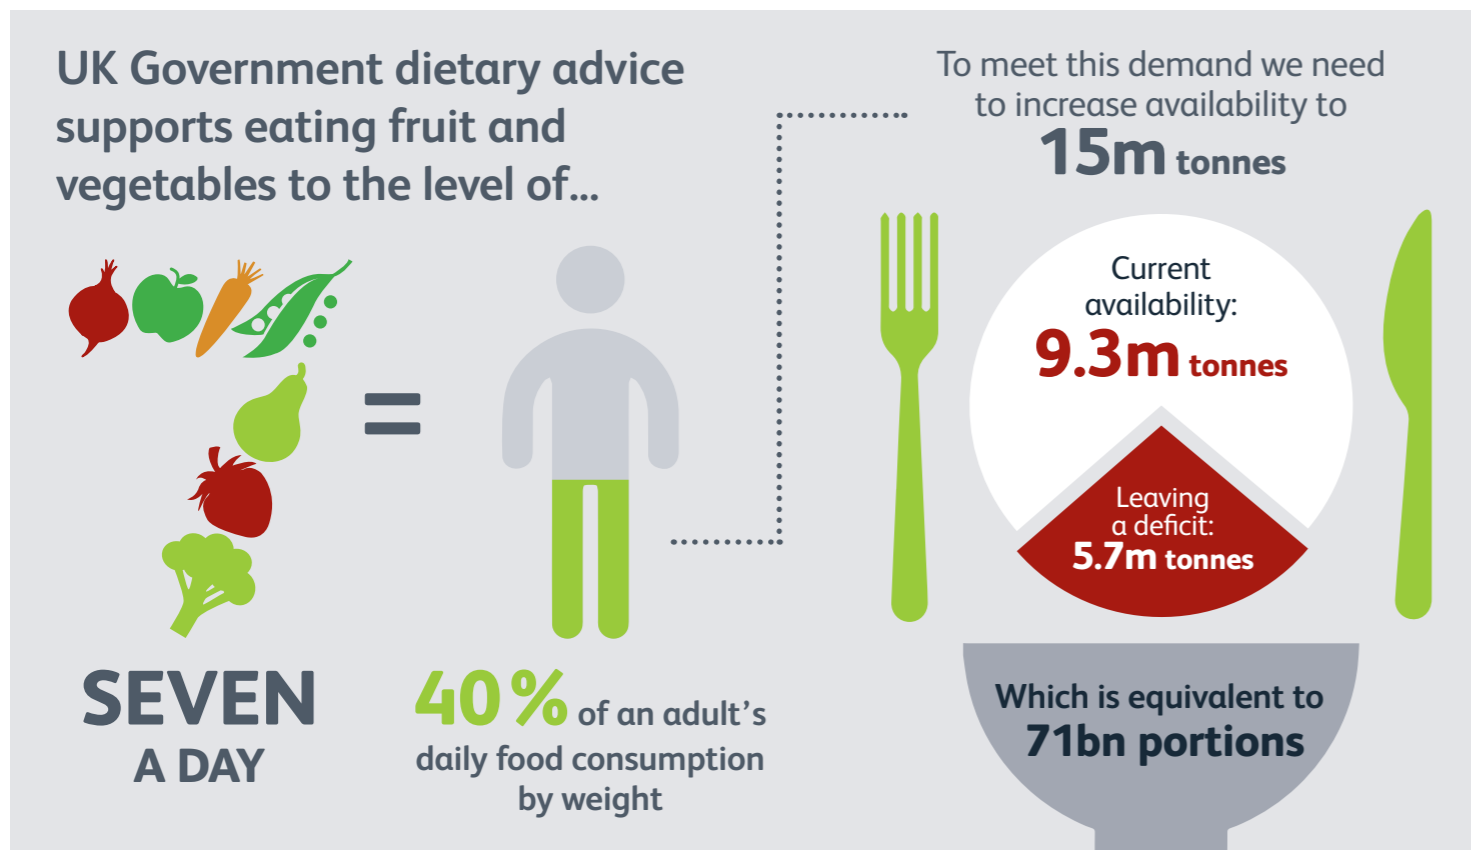 UK Government dietary advice
supports eating fruit and
vegetables to the level of...
=
SEVEN
A DAY
40% of an adult's
daily food consumption
by weight
To meet this demand we need
to increase availability to
15m tonnes
Current
availability:
9.3m tonnes
Leaving
a deficit:
5.7m tonnes
Which is equivalent to
71bn portions